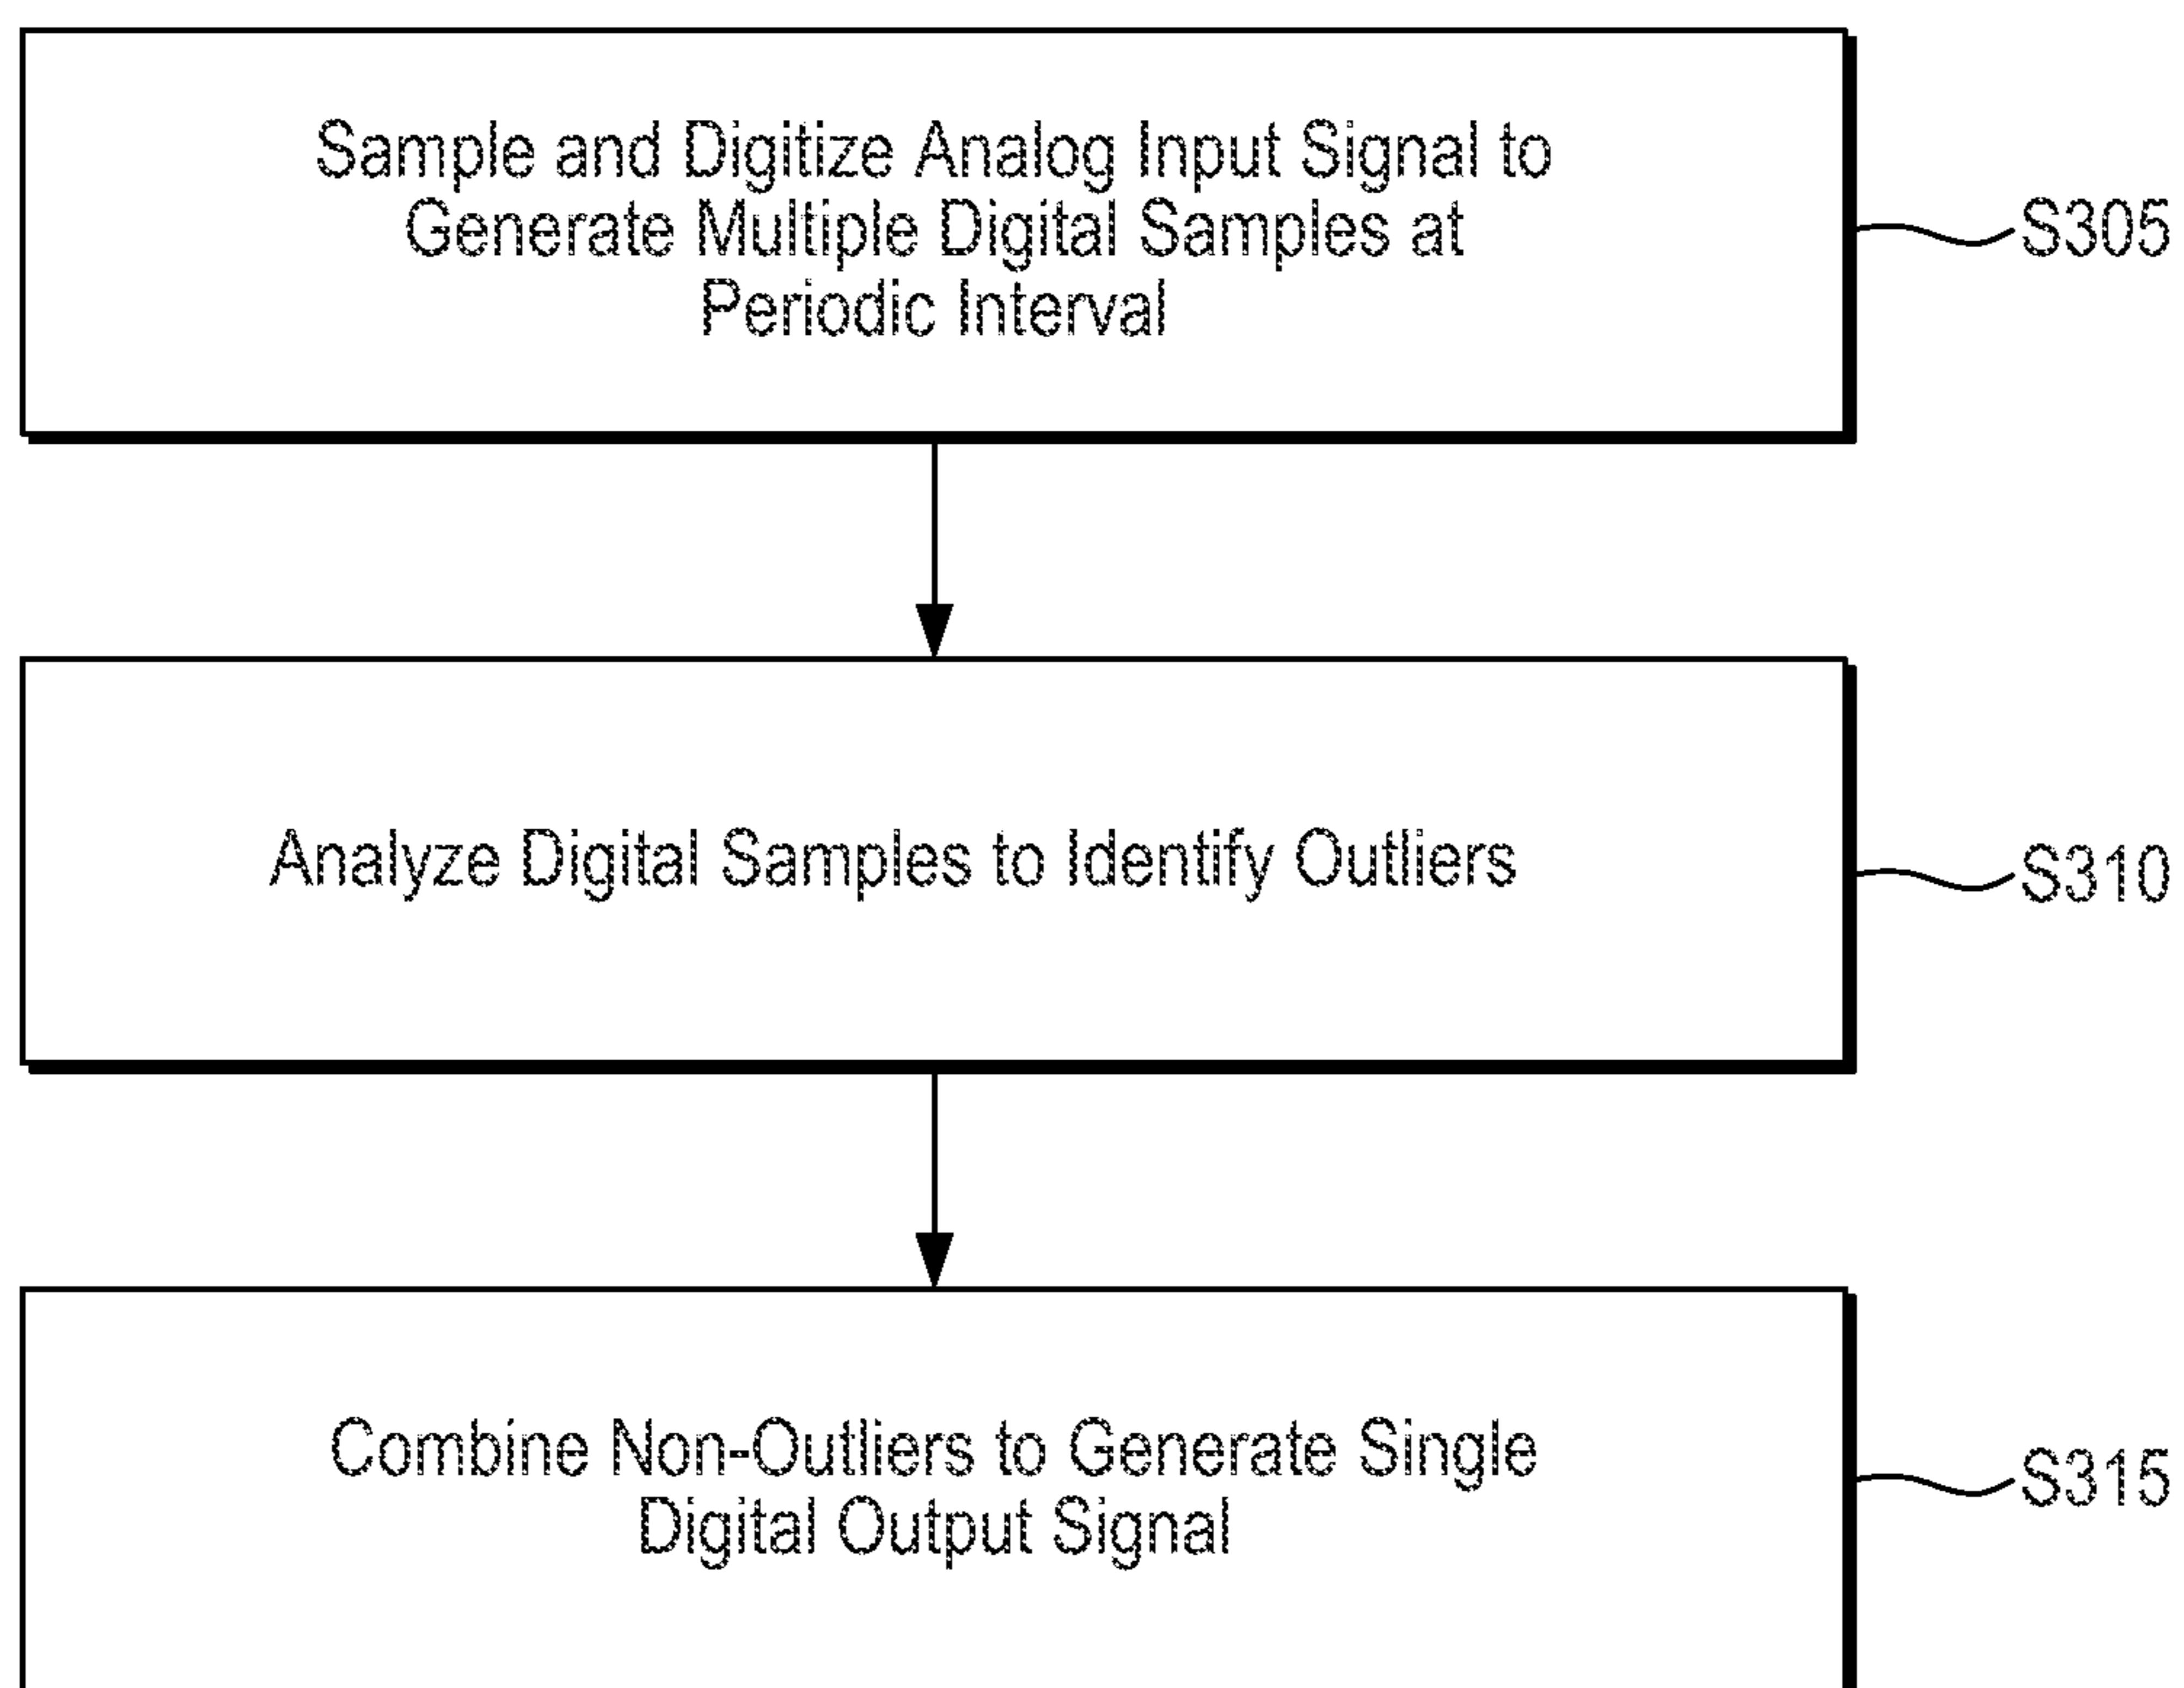 Sample and Digitize Analog Input Signal to
Generate Multiple Digital Samples at
Periodic Interval
S305
Analyze Digital Samples to Identify Outliers
S310
Combine Non-Outliers to Generate Single
Digital Output Signal
S315